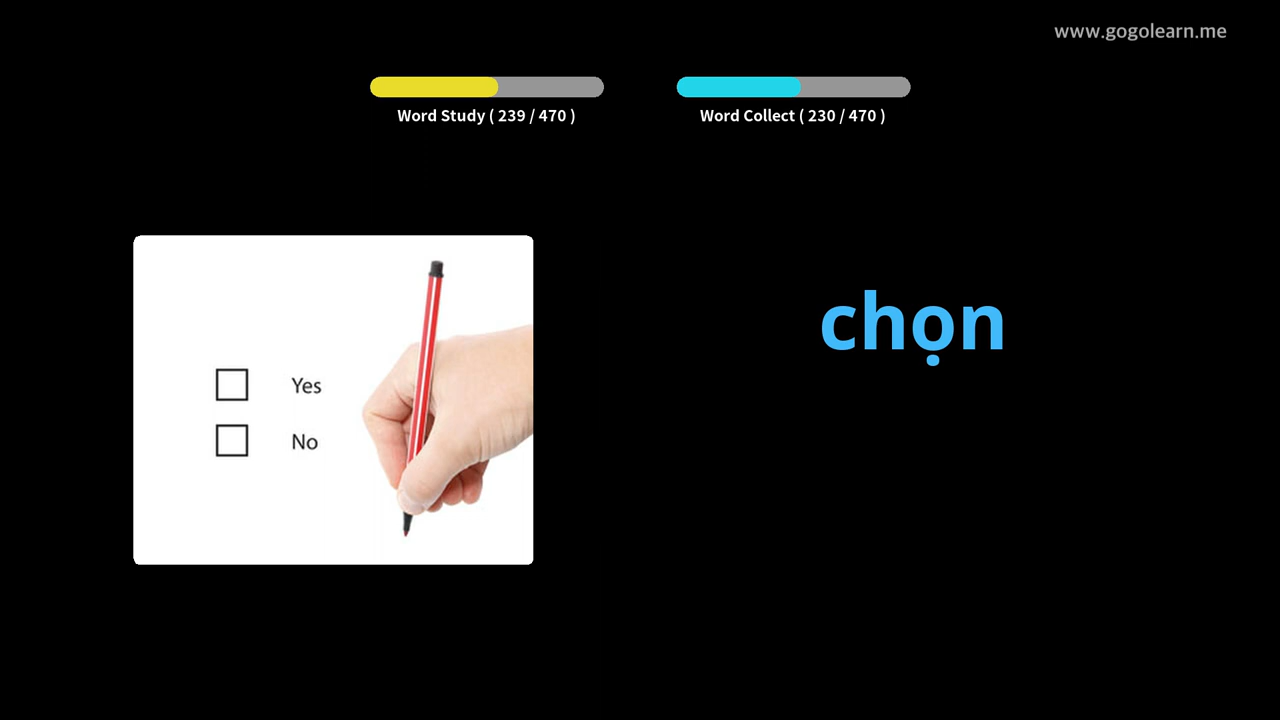 www.gogolearn.me
Word Study ( 239 / 470 )
Word Collect ( 230 / 470 )
chọn
Yes
No